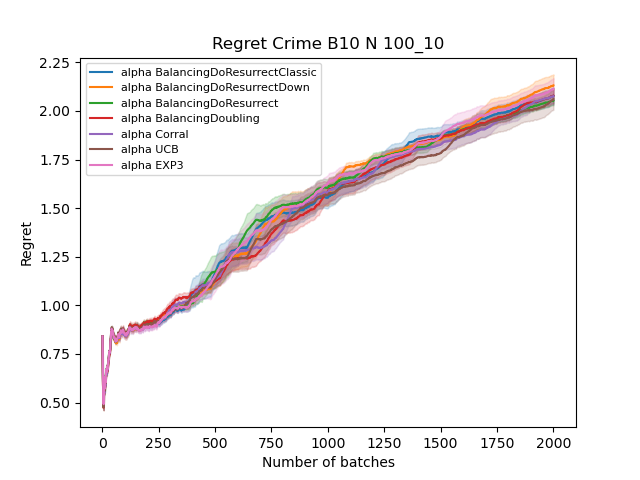 Regret Crime B10 N 100_10
2.25
2.00
1.75
1.50
1.25
1.00
0.75
0.50
Regret
alpha BalancingDoResurrectClassic
alpha BalancingDoResurrectDown
alpha BalancingDoResurrect
alpha BalancingDoubling
alpha Corral
alpha UCB
alpha EXP3
0 250 500 750 1000 1250 1500 1750 2000
Number of batches